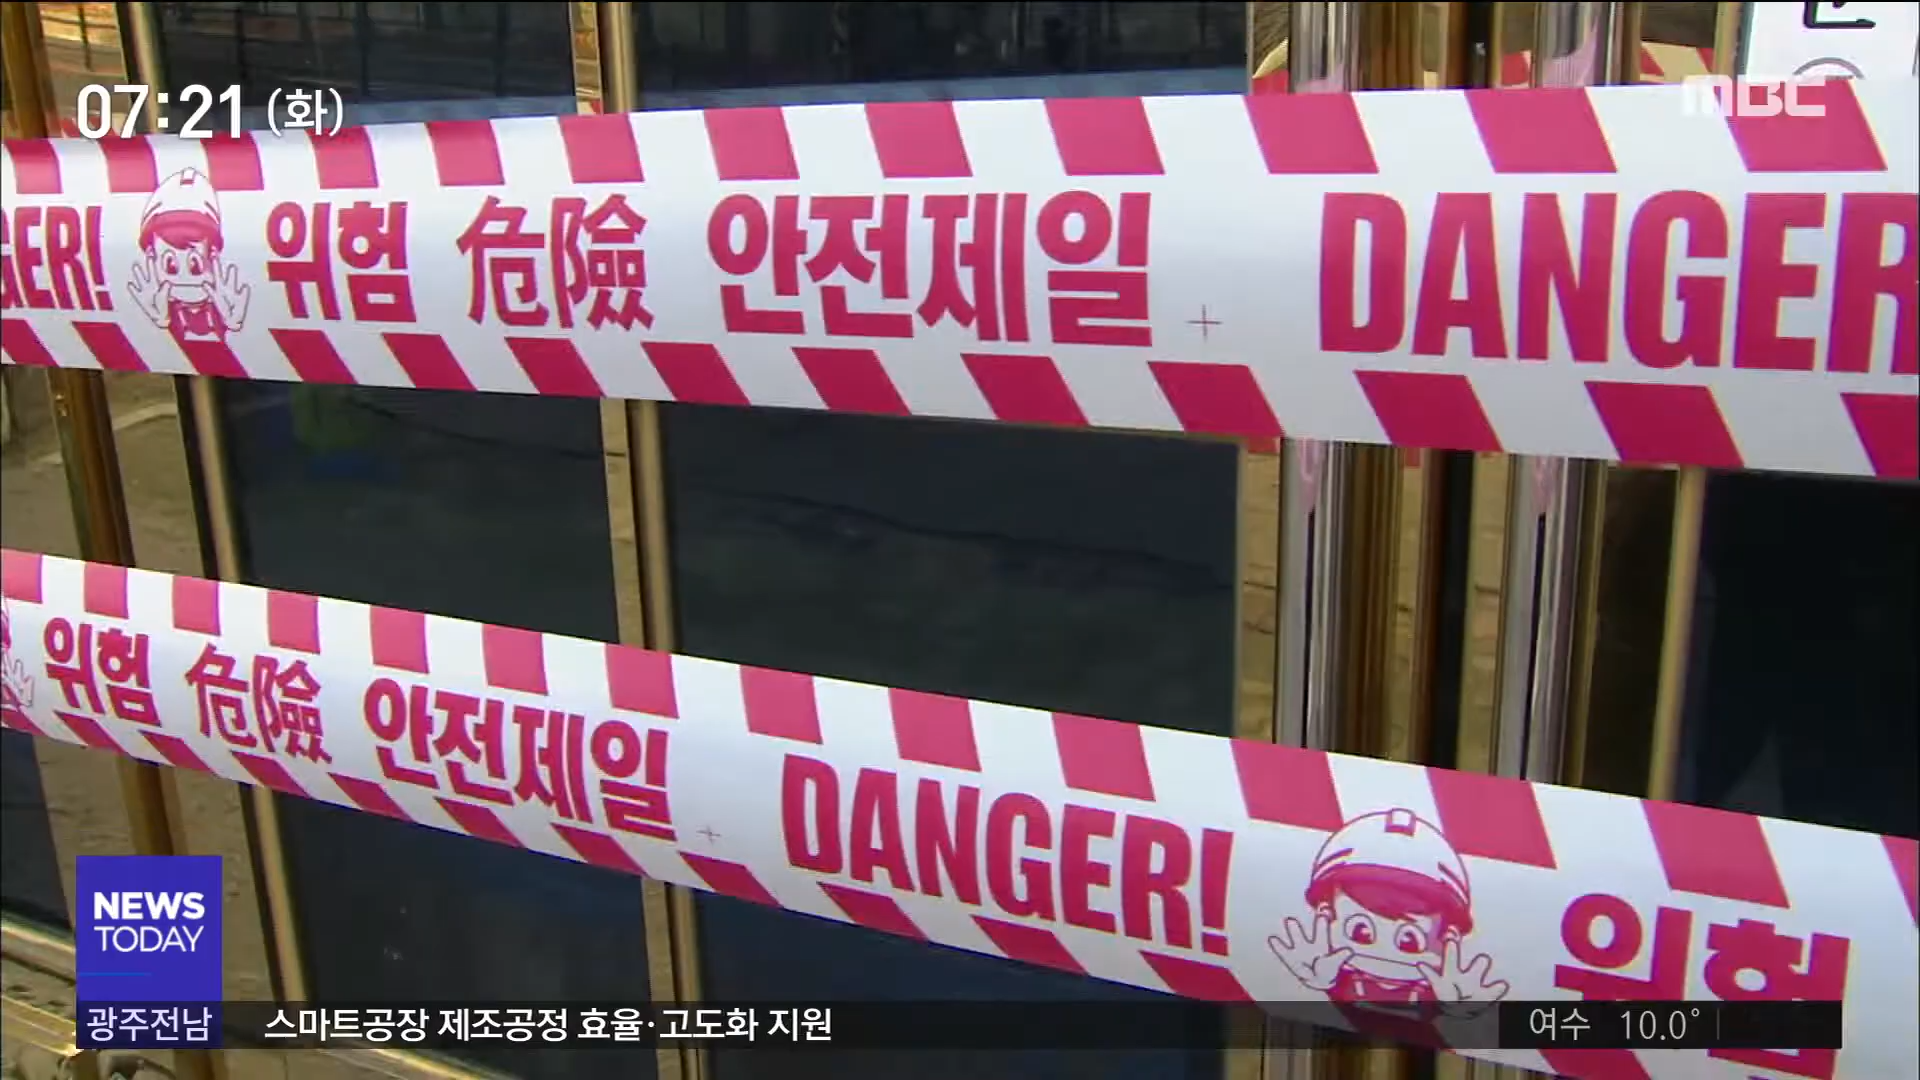 07:21 (화)
MBC
GER! 위험 危險 안전제일 DANGER
위험 危險 안전제일 DANGER! 위험
NEWS
TODAY
광주전남 스마트공장 제조공정 효율·고도화 지원
여수 10.0°